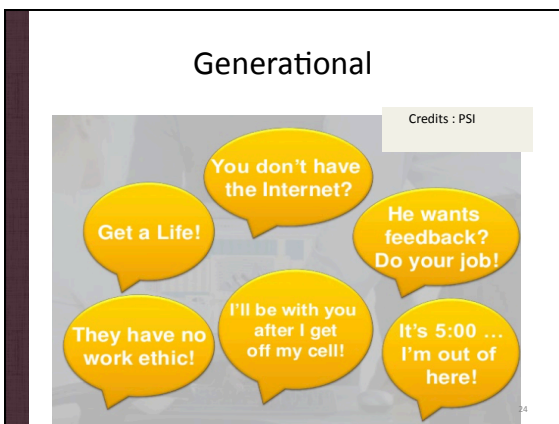 Generational
Credits : PSI
You don't have
the Internet?
Get a Life!
He wants
feedback?
Do your job!
They have no
work ethic!
I'll be with you
after I get
off my cell!
It's 5:00 ...
I'm out of
here!
24